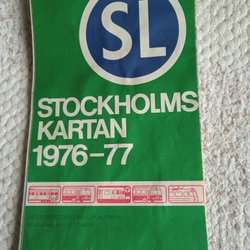 SL
STOCKHOLMS
KARTAN
1976-77